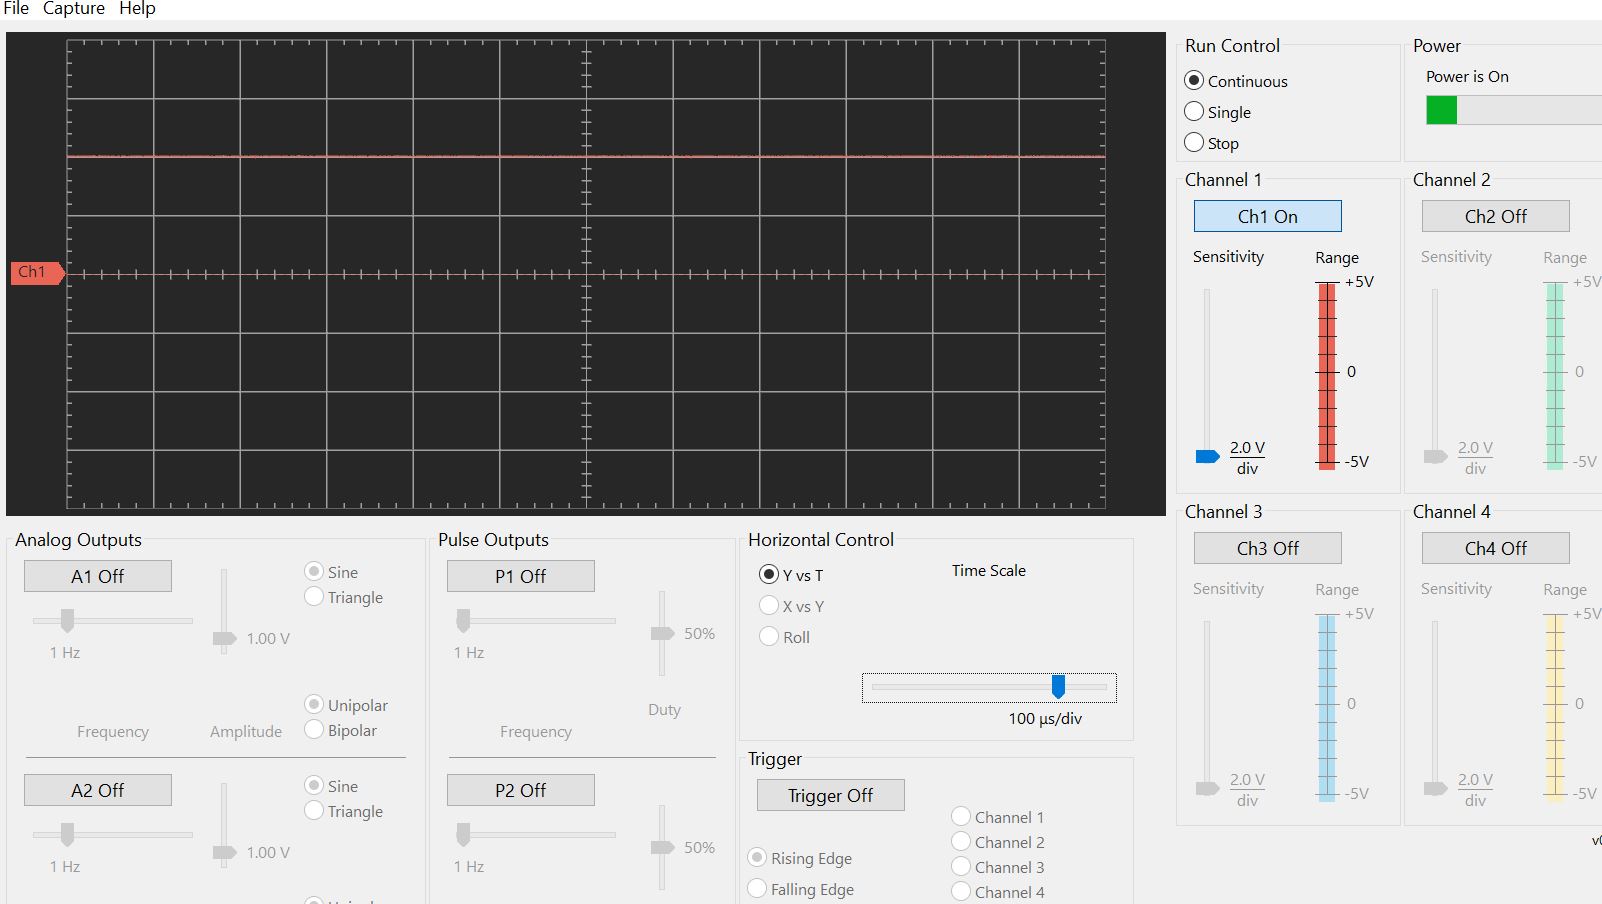 File Capture Help
Ch1
Run Control
Continuous
Single
Stop
Power
Power is On
Channel 1
Ch1 On
Sensitivity
Range
+5V
0
-5V
2.0 V
div
Channel 2
Ch2 Off
Sensitivity
Range
+5V
0
-5V
2.0 V
div
Channel 3
Ch3 Off
Sensitivity
Range
+5V
0
-5V
2.0 V
div
Channel 4
Ch4 Off
Sensitivity
Range
+5V
0
-5V
2.0 V
div
Analog Outputs
A1 Off
Sine
Triangle
1 Hz
1.00 V
Unipolar
Bipolar
Frequency
Amplitude
A2 Off
Sine
Triangle
1 Hz
1.00 V
Pulse Outputs
P1 Off
50%
1 Hz
Duty
Frequency
P2 Off
50%
1 Hz
Horizontal Control
Y vs T
X vs Y
Roll
Time Scale
100 µs/div
Trigger
Trigger Off
Rising Edge
Falling Edge
Channel 1
Channel 2
Channel 3
Channel 4